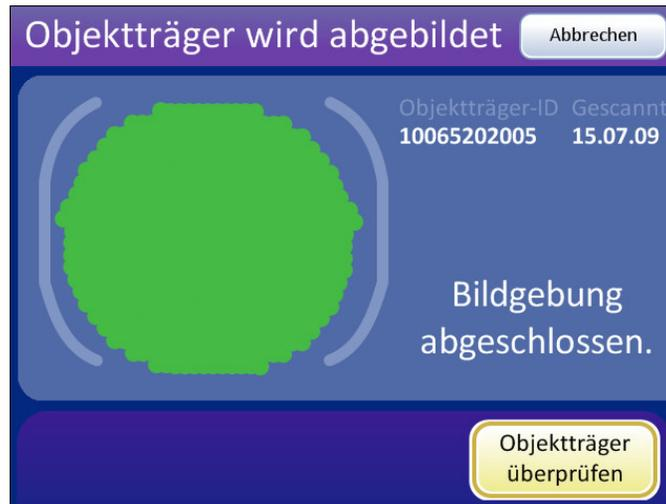 Objektträger wird abgebildet
Abbrechen
Objektträger-ID Gescannt
10065202005 15.07.09
Bildgebung
abgeschlossen.
Objektträger
überprüfen